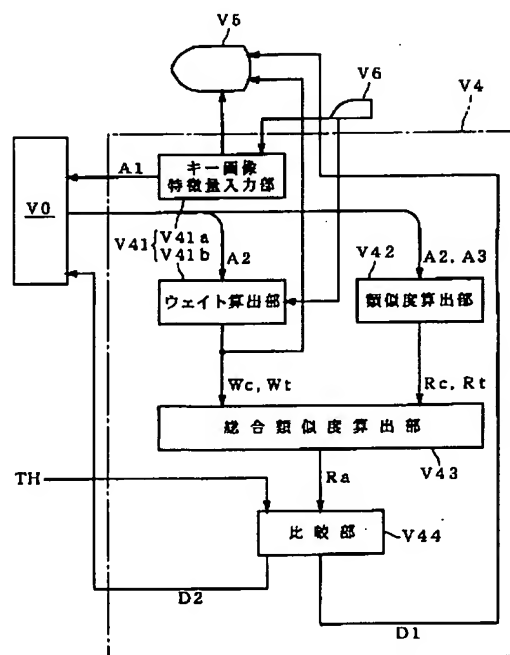 V5
V6
V4
キー画像
特徴量入力部
A1
V0
V41 { V41a
V41b
A2
V42
A2, A3
ウェイト算出部
類似度算出部
Wc, Wt
Rc, Rt
総合類似度算出部
V43
TH
Ra
比較部
V44
D2
D1